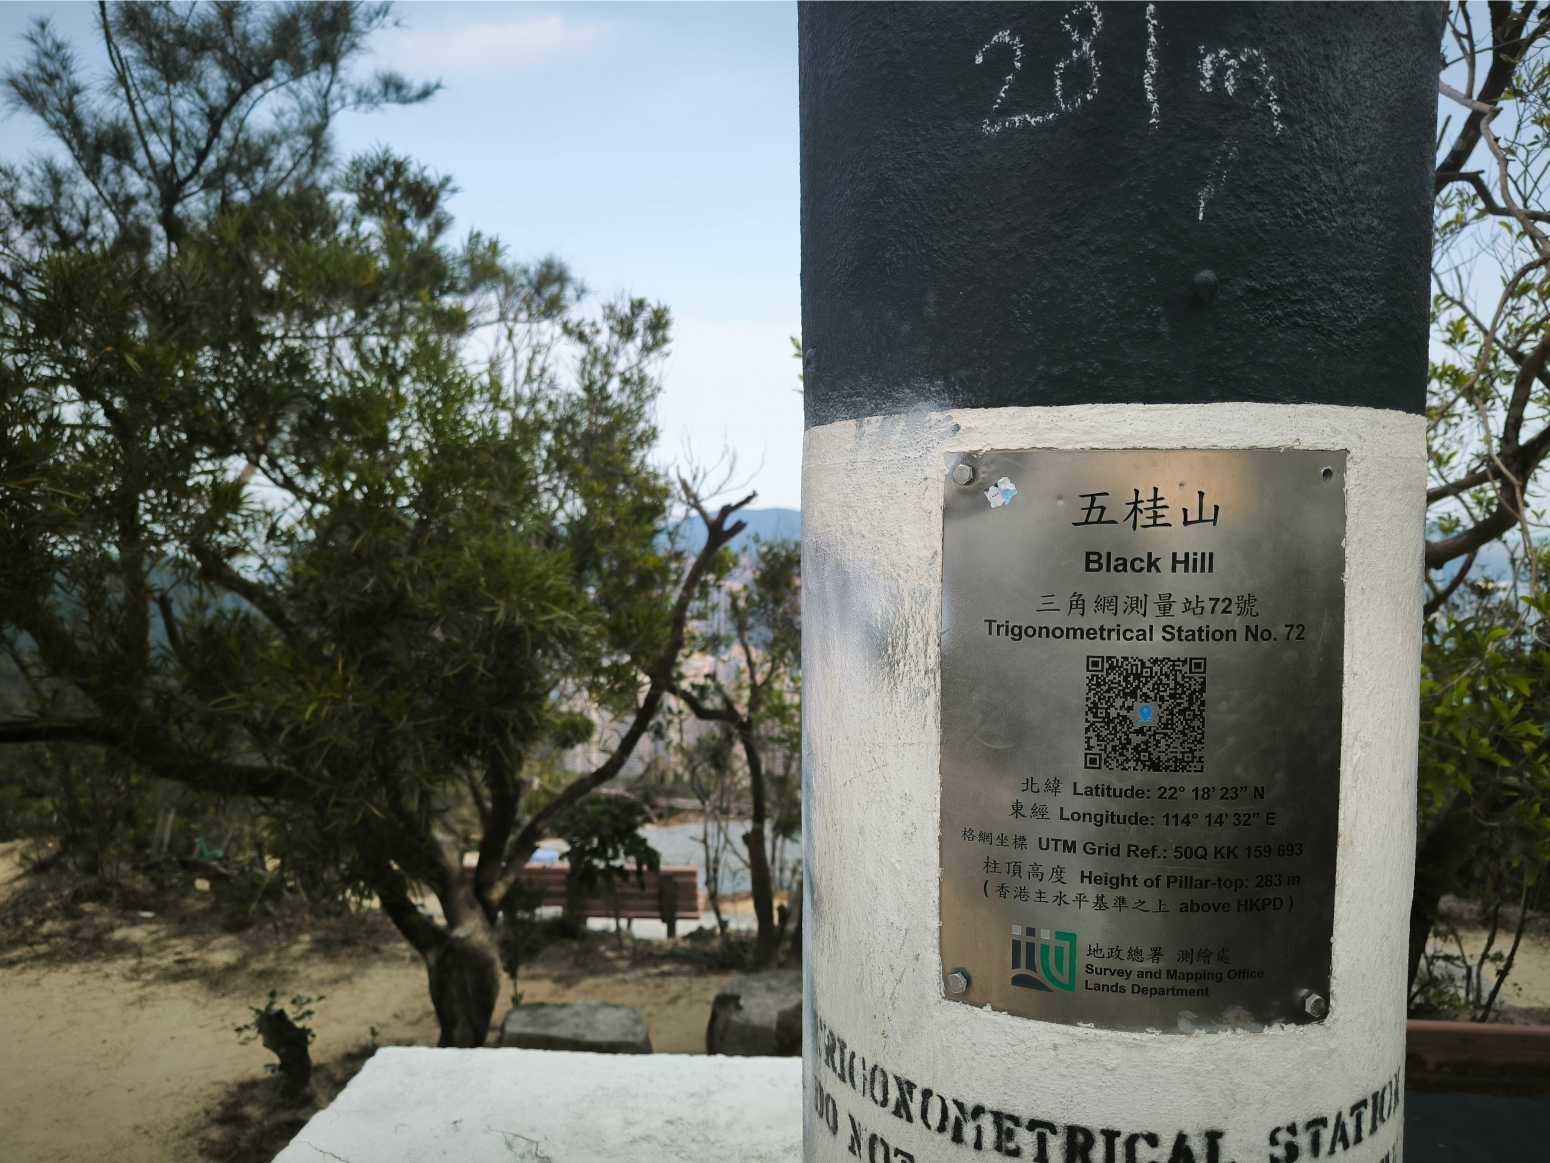 281m
五桂山
Black Hill
三角網測量站72號
Trigonometrical Station No. 72
北緯 Latitude: 22° 18' 23" N
東經 Longitude: 114° 14' 32" E
格網坐標 UTM Grid Ref.: 50Q KK 159 693
柱頂高度 Height of Pillar-top: 283 m
(香港主水平基準之上 above HKPD)
地政總署 測繪處
Survey and Mapping Office
Lands Department
TRIGONOMETRICAL STATION
DO NOT